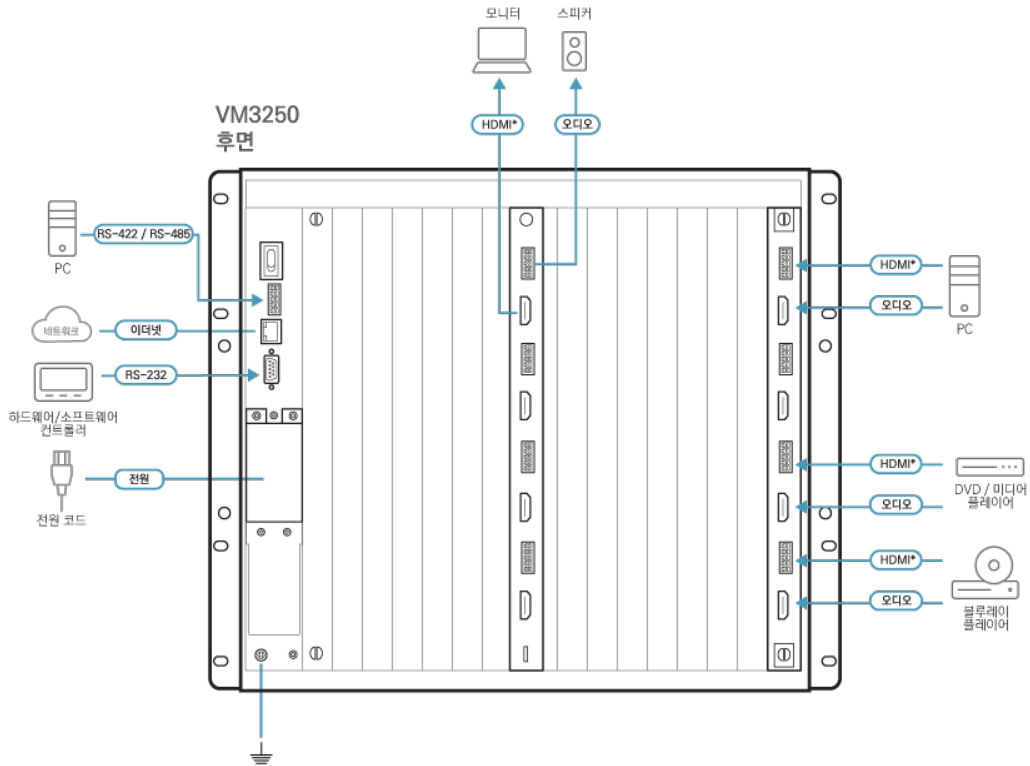 모니터
스피커
HDMI*
오디오
VM3250
후면
RS-422 / RS-485
PC
네트워크
이더넷
RS-232
하드웨어/소프트웨어
컨트롤러
전원
전원 코드
HDMI*
오디오
PC
HDMI*
오디오
DVD / 미디어
플레이어
HDMI*
오디오
블루레이
플레이어